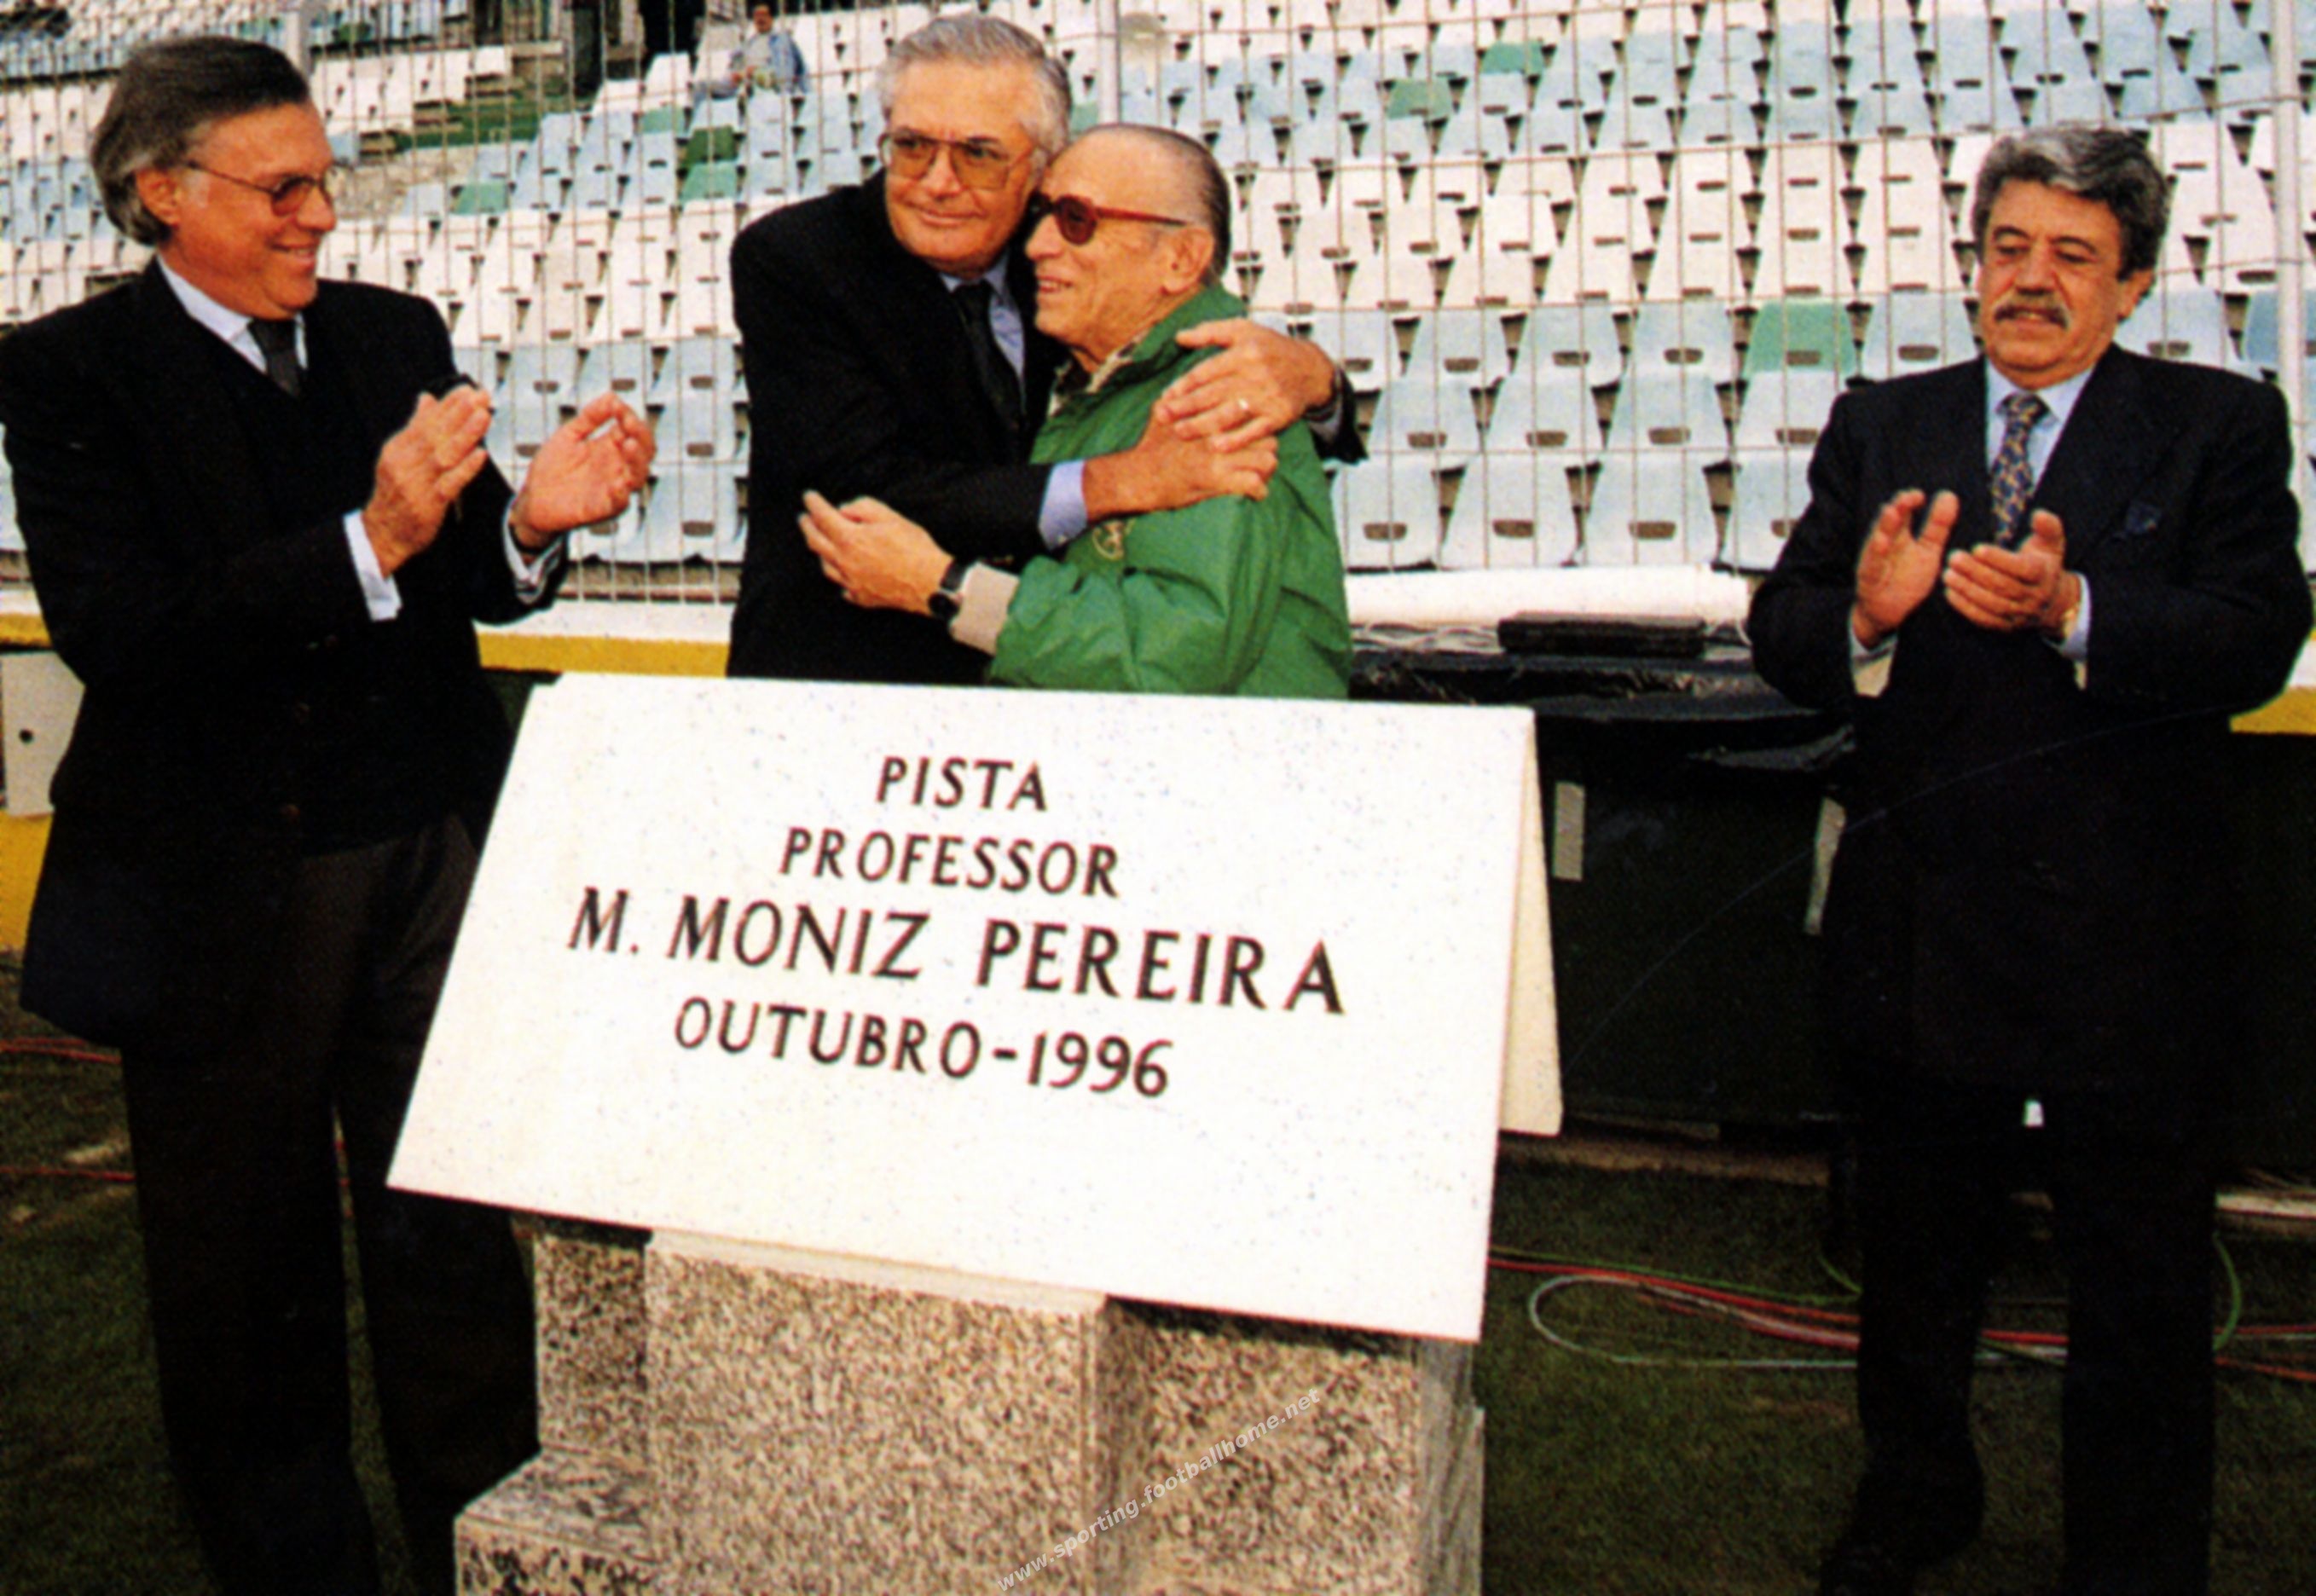 PISTA
PROFESSOR
M. MONIZ PEREIRA
OUTUBRO-1996
www.sporting.footballhome.net